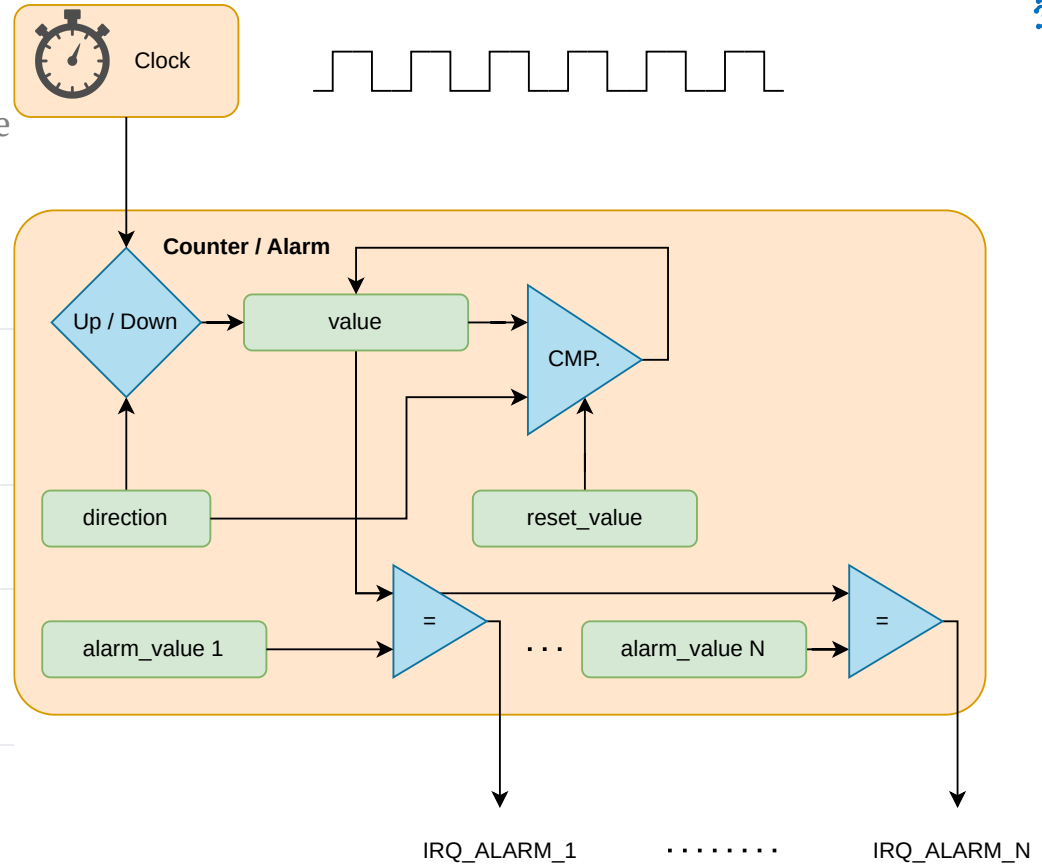 Clock
e
Counter / Alarm
Up / Down
value
CMP.
direction
reset_value
=
=
alarm_value 1
. . .
alarm_value N
IRQ_ALARM_1
. . . . . . . .
IRQ_ALARM_N